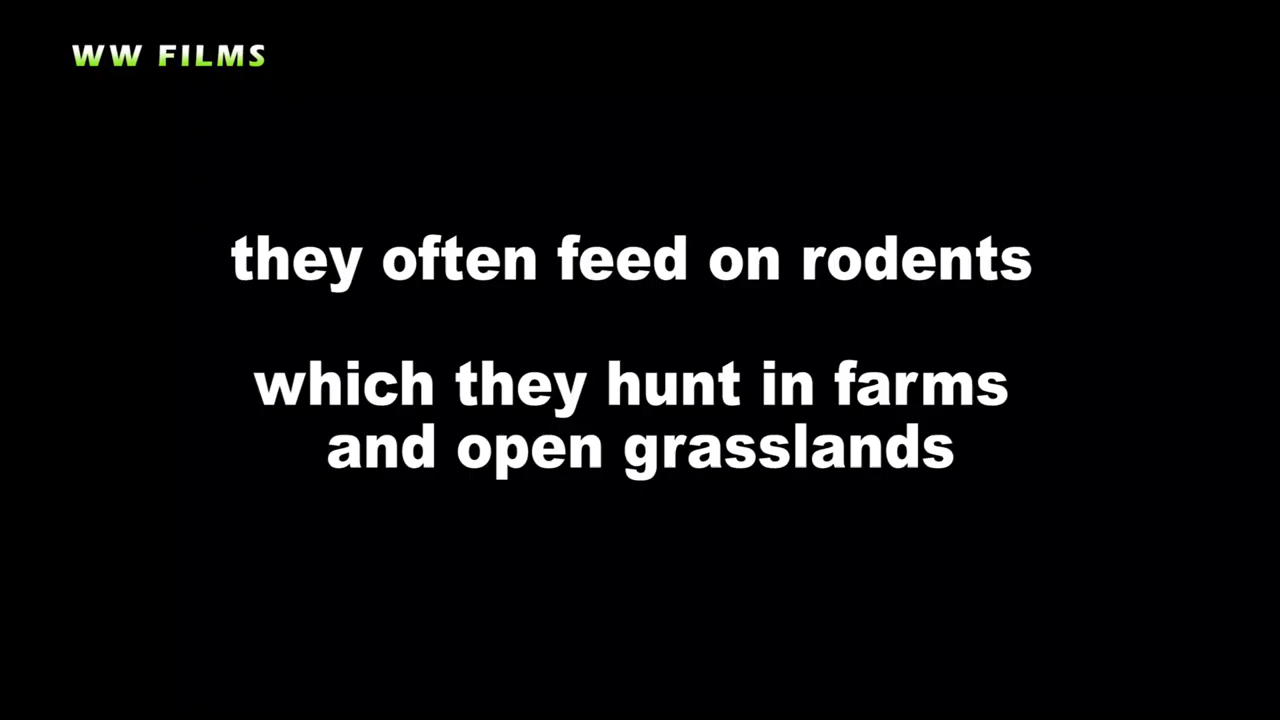 WW FILMS
they often feed on rodents
which they hunt in farms
and open grasslands